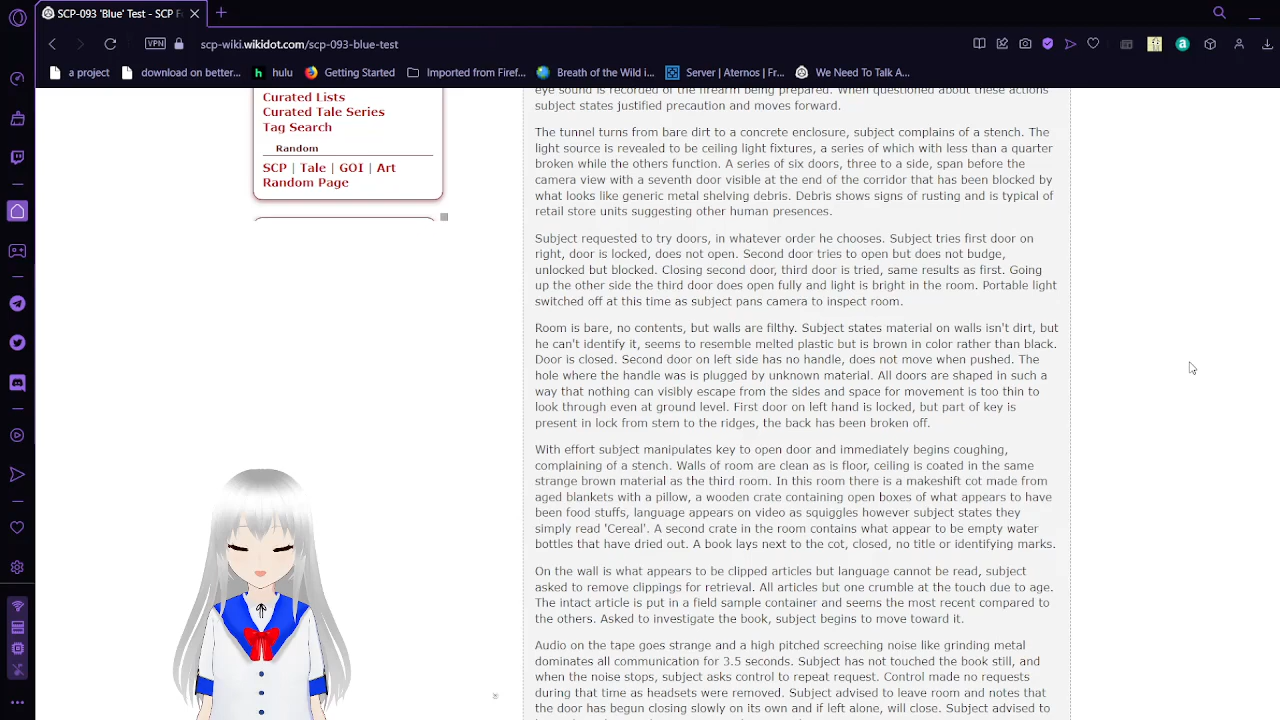 SCP-093 'Blue' Test - SCP F
VPN
scp-wiki.wikidot.com/scp-093-blue-test
a project
download on better...
hulu
Getting Started
Imported from Firef...
Breath of the Wild i...
Server | Aternos | Fr...
We Need To Talk A...
Curated Lists
Curated Tale Series
Tag Search
Random
SCP | Tale | GOI | Art
Random Page
eye sound is recorded of the firearm being prepared. When questioned about these actions
subject states justified precaution and moves forward.
The tunnel turns from bare dirt to a concrete enclosure, subject complains of a stench. The
light source is revealed to be ceiling light fixtures, a series of which with less than a quarter
broken while the others function. A series of six doors, three to a side, span before the
camera view with a seventh door visible at the end of the corridor that has been blocked by
what looks like generic metal shelving debris. Debris shows signs of rusting and is typical of
retail store units suggesting other human presences.
Subject requested to try doors, in whatever order he chooses. Subject tries first door on
right, door is locked, does not open. Second door tries to open but does not budge,
unlocked but blocked. Closing second door, third door is tried, same results as first. Going
up the other side the third door does open fully and light is bright in the room. Portable light
switched off at this time as subject pans camera to inspect room.
Room is bare, no contents, but walls are filthy. Subject states material on walls isn't dirt, but
he can't identify it, seems to resemble melted plastic but is brown in color rather than black.
Door is closed. Second door on left side has no handle, does not move when pushed. The
hole where the handle was is plugged by unknown material. All doors are shaped in such a
way that nothing can visibly escape from the sides and space for movement is too thin to
look through even at ground level. First door on left hand is locked, but part of key is
present in lock from stem to the ridges, the back has been broken off.
With effort subject manipulates key to open door and immediately begins coughing,
complaining of a stench. Walls of room are clean as is floor, ceiling is coated in the same
strange brown material as the third room. In this room there is a makeshift cot made from
aged blankets with a pillow, a wooden crate containing open boxes of what appears to have
been food stuffs, language appears on video as squiggles however subject states they
simply read 'Cereal'. A second crate in the room contains what appear to be empty water
bottles that have dried out. A book lays next to the cot, closed, no title or identifying marks.
On the wall is what appears to be clipped articles but language cannot be read, subject
asked to remove clippings for retrieval. All articles but one crumble at the touch due to age.
The intact article is put in a field sample container and seems the most recent compared to
the others. Asked to investigate the book, subject begins to move toward it.
Audio on the tape goes strange and a high pitched screeching noise like grinding metal
dominates all communication for 3.5 seconds. Subject has not touched the book still, and
when the noise stops, subject asks control to repeat request. Control made no requests
during that time as headsets were removed. Subject advised to leave room and notes that
the door has begun closing slowly on its own and if left alone, will close. Subject advised to